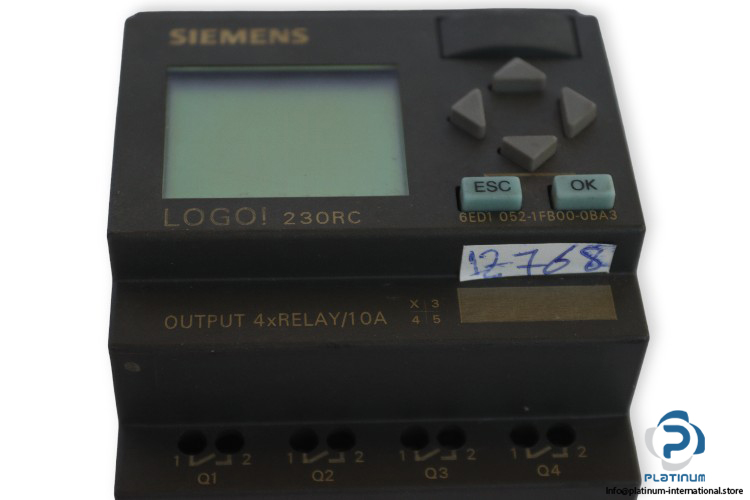 SIEMENS
ESC OK
LOGO! 230RC
6ED1 052-1FB00-0BA3
12768
OUTPUT 4xRELAY/10A
X 3
4 5
1 2 1 2 1 2 1 2
Q1 Q2 Q3 Q4
PLATINUM
Info@platinum-international.store